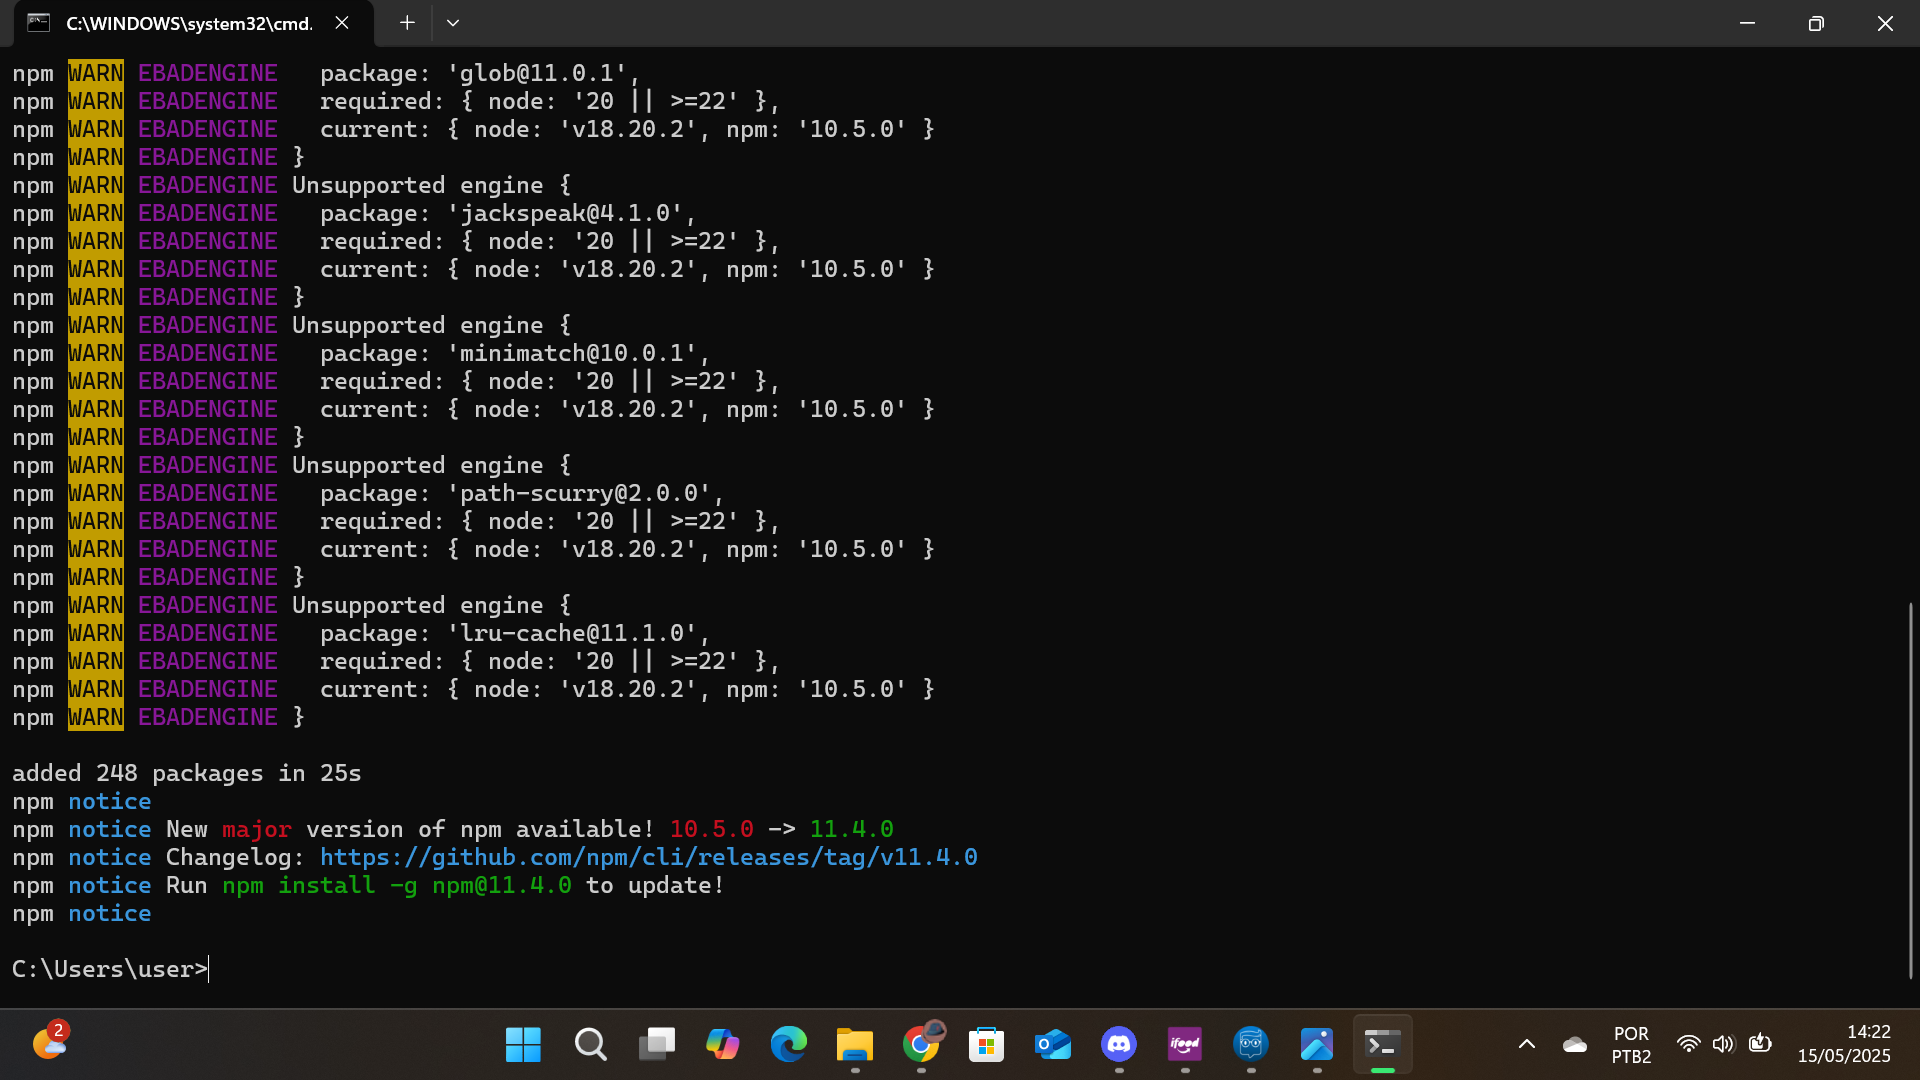 C:\WINDOWS\system32\cmd.
npm WARN EBADENGINE   package: 'glob@11.0.1',
npm WARN EBADENGINE   required: { node: '20 || >=22' },
npm WARN EBADENGINE   current: { node: 'v18.20.2', npm: '10.5.0' }
npm WARN EBADENGINE }
npm WARN EBADENGINE Unsupported engine {
npm WARN EBADENGINE   package: 'jackspeak@4.1.0',
npm WARN EBADENGINE   required: { node: '20 || >=22' },
npm WARN EBADENGINE   current: { node: 'v18.20.2', npm: '10.5.0' }
npm WARN EBADENGINE }
npm WARN EBADENGINE Unsupported engine {
npm WARN EBADENGINE   package: 'minimatch@10.0.1',
npm WARN EBADENGINE   required: { node: '20 || >=22' },
npm WARN EBADENGINE   current: { node: 'v18.20.2', npm: '10.5.0' }
npm WARN EBADENGINE }
npm WARN EBADENGINE Unsupported engine {
npm WARN EBADENGINE   package: 'path-scurry@2.0.0',
npm WARN EBADENGINE   required: { node: '20 || >=22' },
npm WARN EBADENGINE   current: { node: 'v18.20.2', npm: '10.5.0' }
npm WARN EBADENGINE }
npm WARN EBADENGINE Unsupported engine {
npm WARN EBADENGINE   package: 'lru-cache@11.1.0',
npm WARN EBADENGINE   required: { node: '20 || >=22' },
npm WARN EBADENGINE   current: { node: 'v18.20.2', npm: '10.5.0' }
npm WARN EBADENGINE }
added 248 packages in 25s
npm notice
npm notice New major version of npm available! 10.5.0 -> 11.4.0
npm notice Changelog: https://github.com/npm/cli/releases/tag/v11.4.0
npm notice Run npm install -g npm@11.4.0 to update!
npm notice
C:\Users\user>
2
ifood
POR
PTB2
14:22
15/05/2025